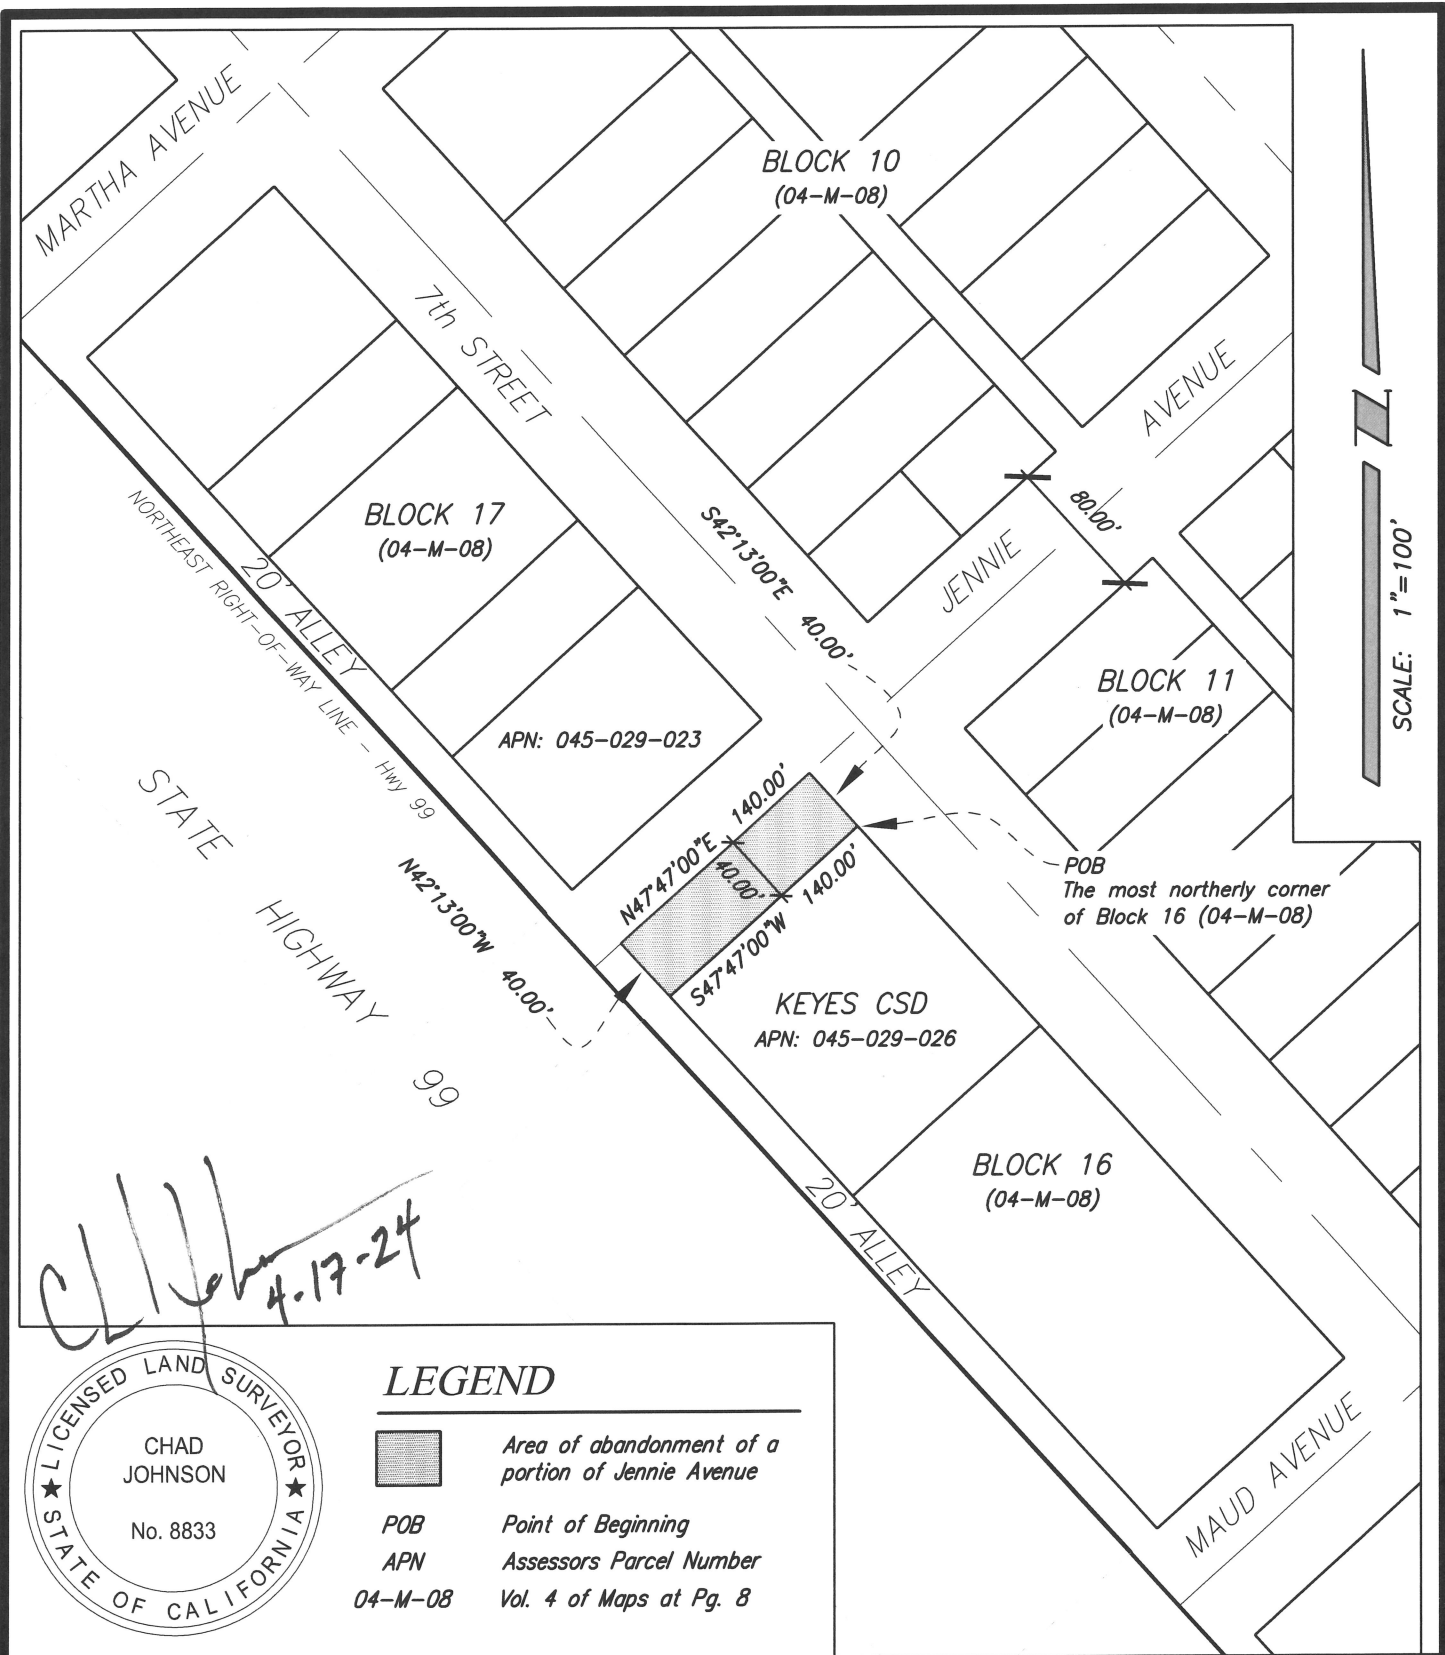 MARTHA AVENUE
7th STREET
BLOCK 10
(04-M-08)
AVENUE
JENNIE
80.00'
SCALE: 1"=100'
BLOCK 17
(04-M-08)
NORTHEAST RIGHT-OF-WAY LINE - Hwy 99
20' ALLEY
S42°13'00"E 40.00'
BLOCK 11
(04-M-08)
APN: 045-029-023
N47°47'00"E 140.00'
40.00'
S47°47'00"W 140.00'
N42°13'00"W 40.00'
POB
The most northerly corner
of Block 16 (04-M-08)
STATE HIGHWAY 99
KEYES CSD
APN: 045-029-026
BLOCK 16
(04-M-08)
20' ALLEY
MAUD AVENUE
4-17-24
LICENSED LAND SURVEYOR
CHAD
JOHNSON
No. 8833
STATE OF CALIFORNIA
LEGEND
Area of abandonment of a
portion of Jennie Avenue
POB Point of Beginning
APN Assessors Parcel Number
04-M-08 Vol. 4 of Maps at Pg. 8